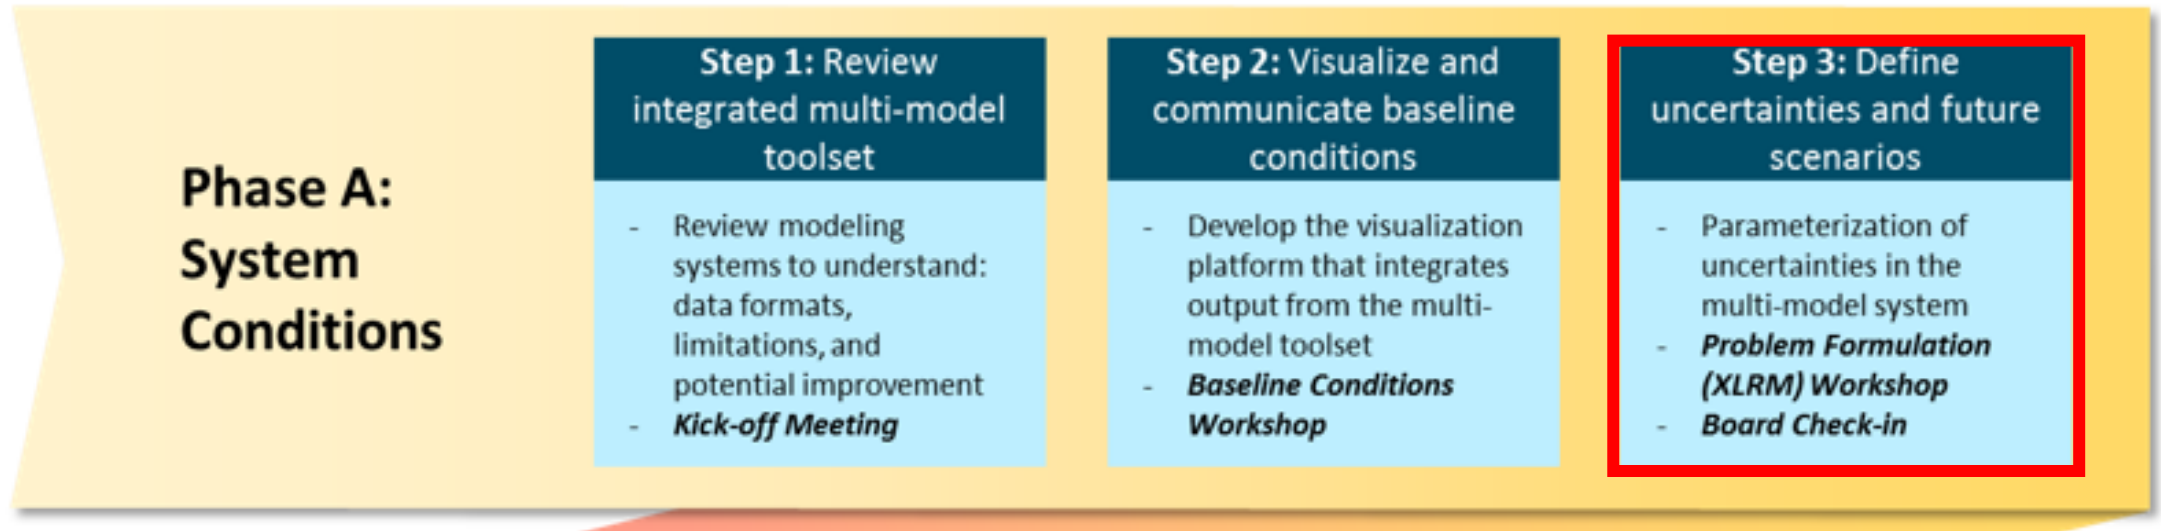 Phase A:
System
Conditions
Step 1: Review
integrated multi-model
toolset
- Review modeling
systems to understand:
data formats,
limitations, and
potential improvement
- Kick-off Meeting
Step 2: Visualize and
communicate baseline
conditions
- Develop the visualization
platform that integrates
output from the multi-
model toolset
- Baseline Conditions
Workshop
Step 3: Define
uncertainties and future
scenarios
- Parameterization of
uncertainties in the
multi-model system
- Problem Formulation
(XLRM) Workshop
- Board Check-in